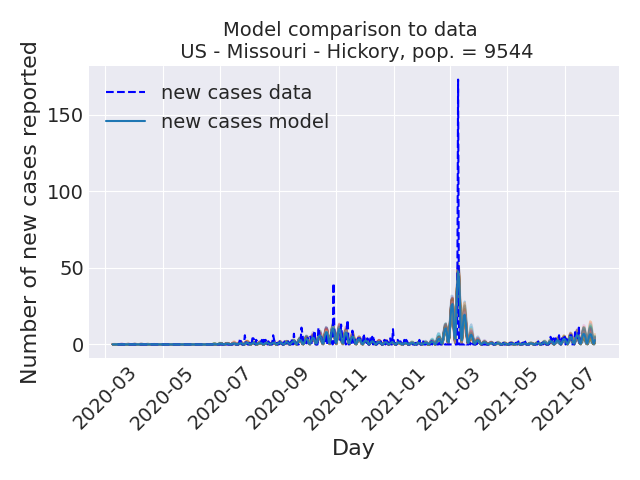 Model comparison to data
US - Missouri - Hickory, pop. = 9544
Number of new cases reported
150
100
50
0
new cases data
new cases model
2020-03
2020-05
2020-07
2020-09
2020-11
2021-01
2021-03
2021-05
2021-07
Day